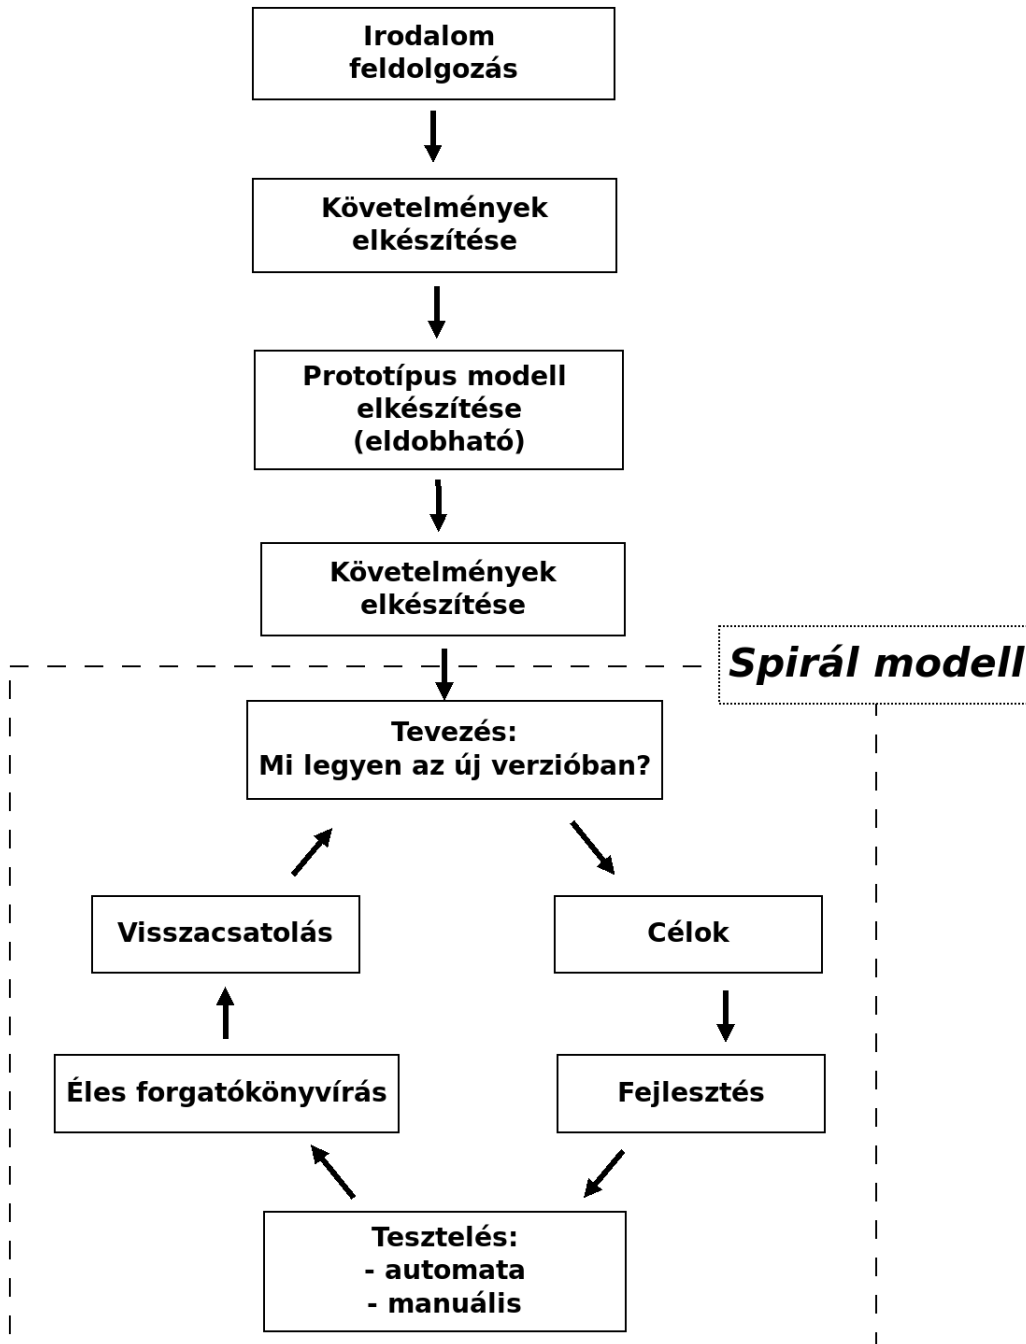 Irodalom
feldolgozás
Követelmények
elkészítése
Prototípus modell
elkészítése
(eldobható)
Követelmények
elkészítése
Spirál modell
Tevezés:
Mi legyen az új verzióban?
Visszacsatolás
Célok
Éles forgatókönyvírás
Fejlesztés
Tesztelés:
- automata
- manuális